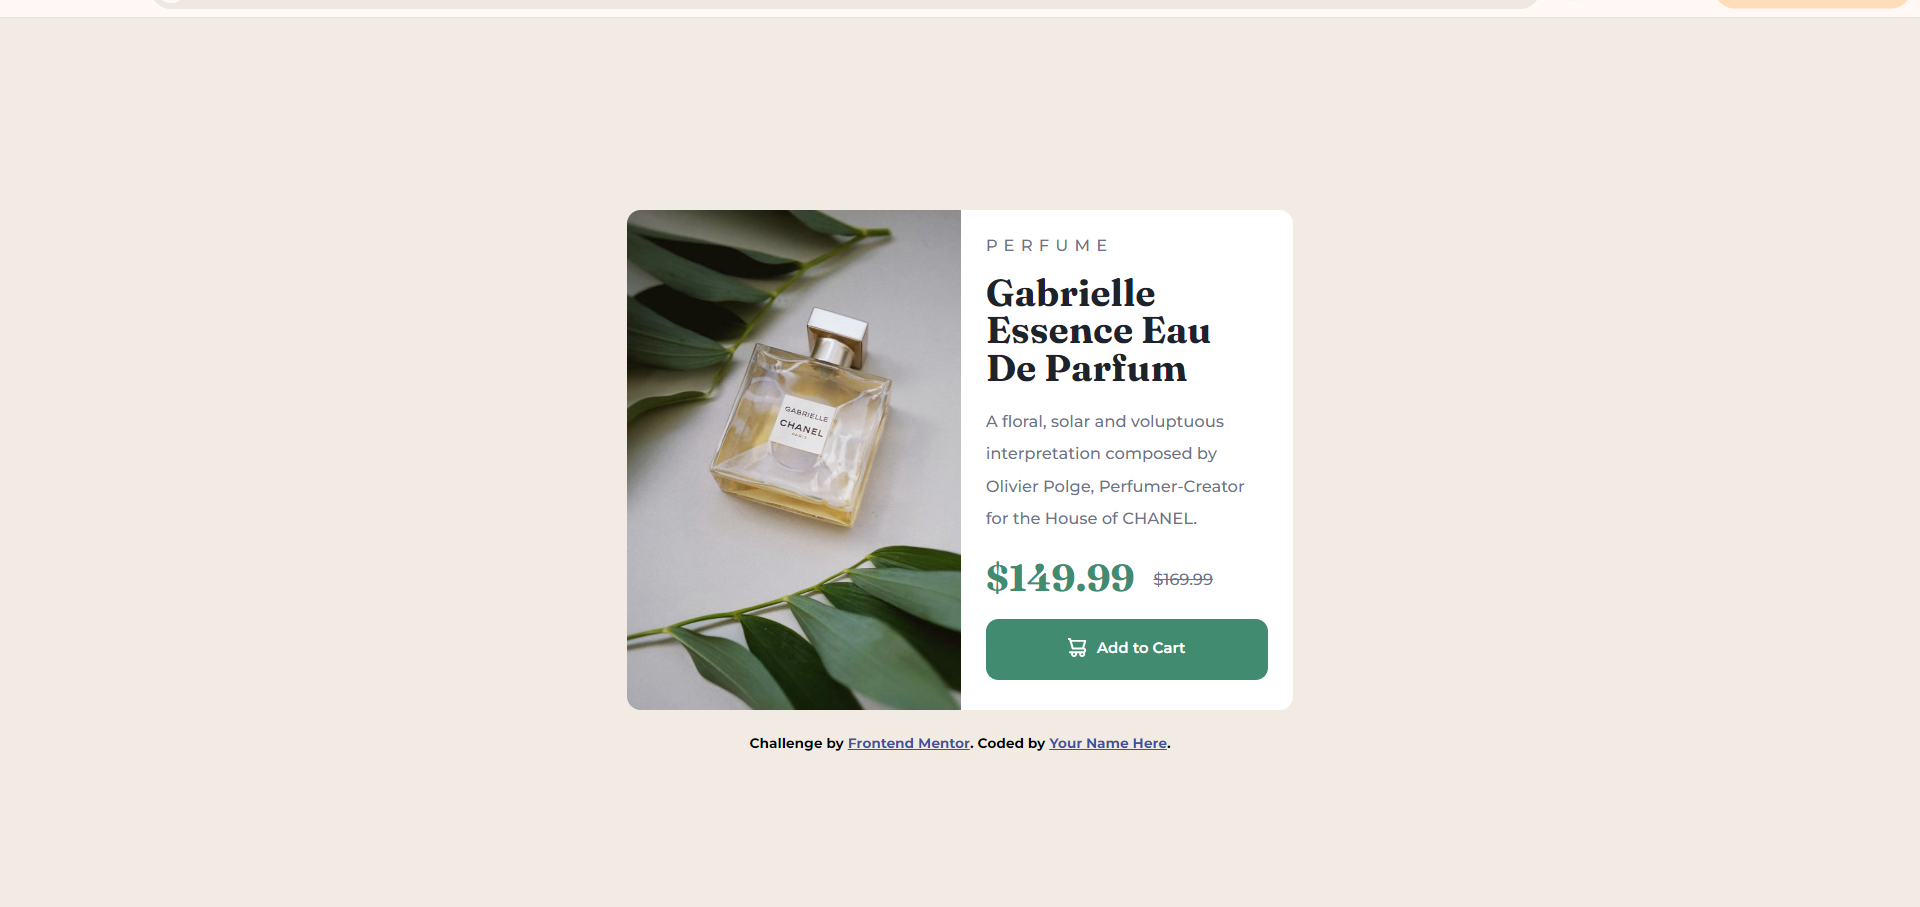 PERFUME
Gabrielle
Essence Eau
De Parfum
GABRIELLE
CHANEL
PARIS
A floral, solar and voluptuous
interpretation composed by
Olivier Polge, Perfumer-Creator
for the House of CHANEL.
$149.99 $169.99
Add to Cart
Challenge by Frontend Mentor. Coded by Your Name Here.